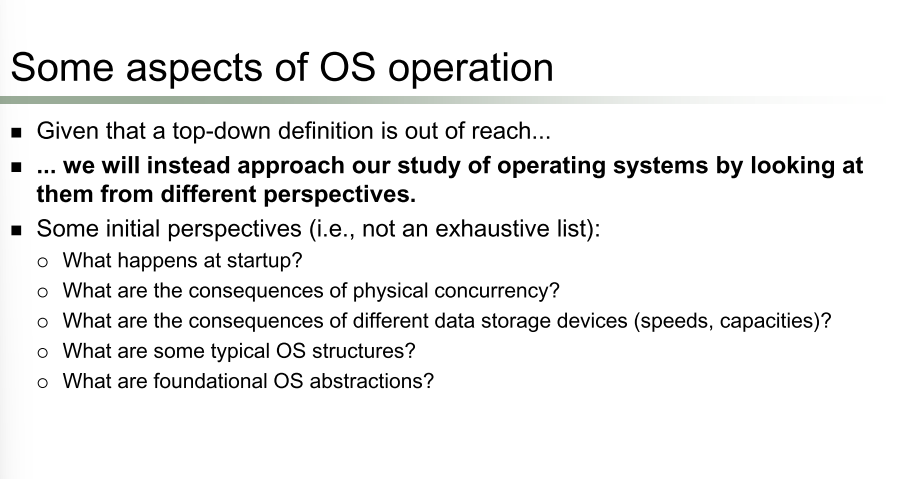 Some aspects of OS operation
■ Given that a top-down definition is out of reach...
■ ... we will instead approach our study of operating systems by looking at
them from different perspectives.
■ Some initial perspectives (i.e., not an exhaustive list):
○ What happens at startup?
○ What are the consequences of physical concurrency?
○ What are the consequences of different data storage devices (speeds, capacities)?
○ What are some typical OS structures?
○ What are foundational OS abstractions?